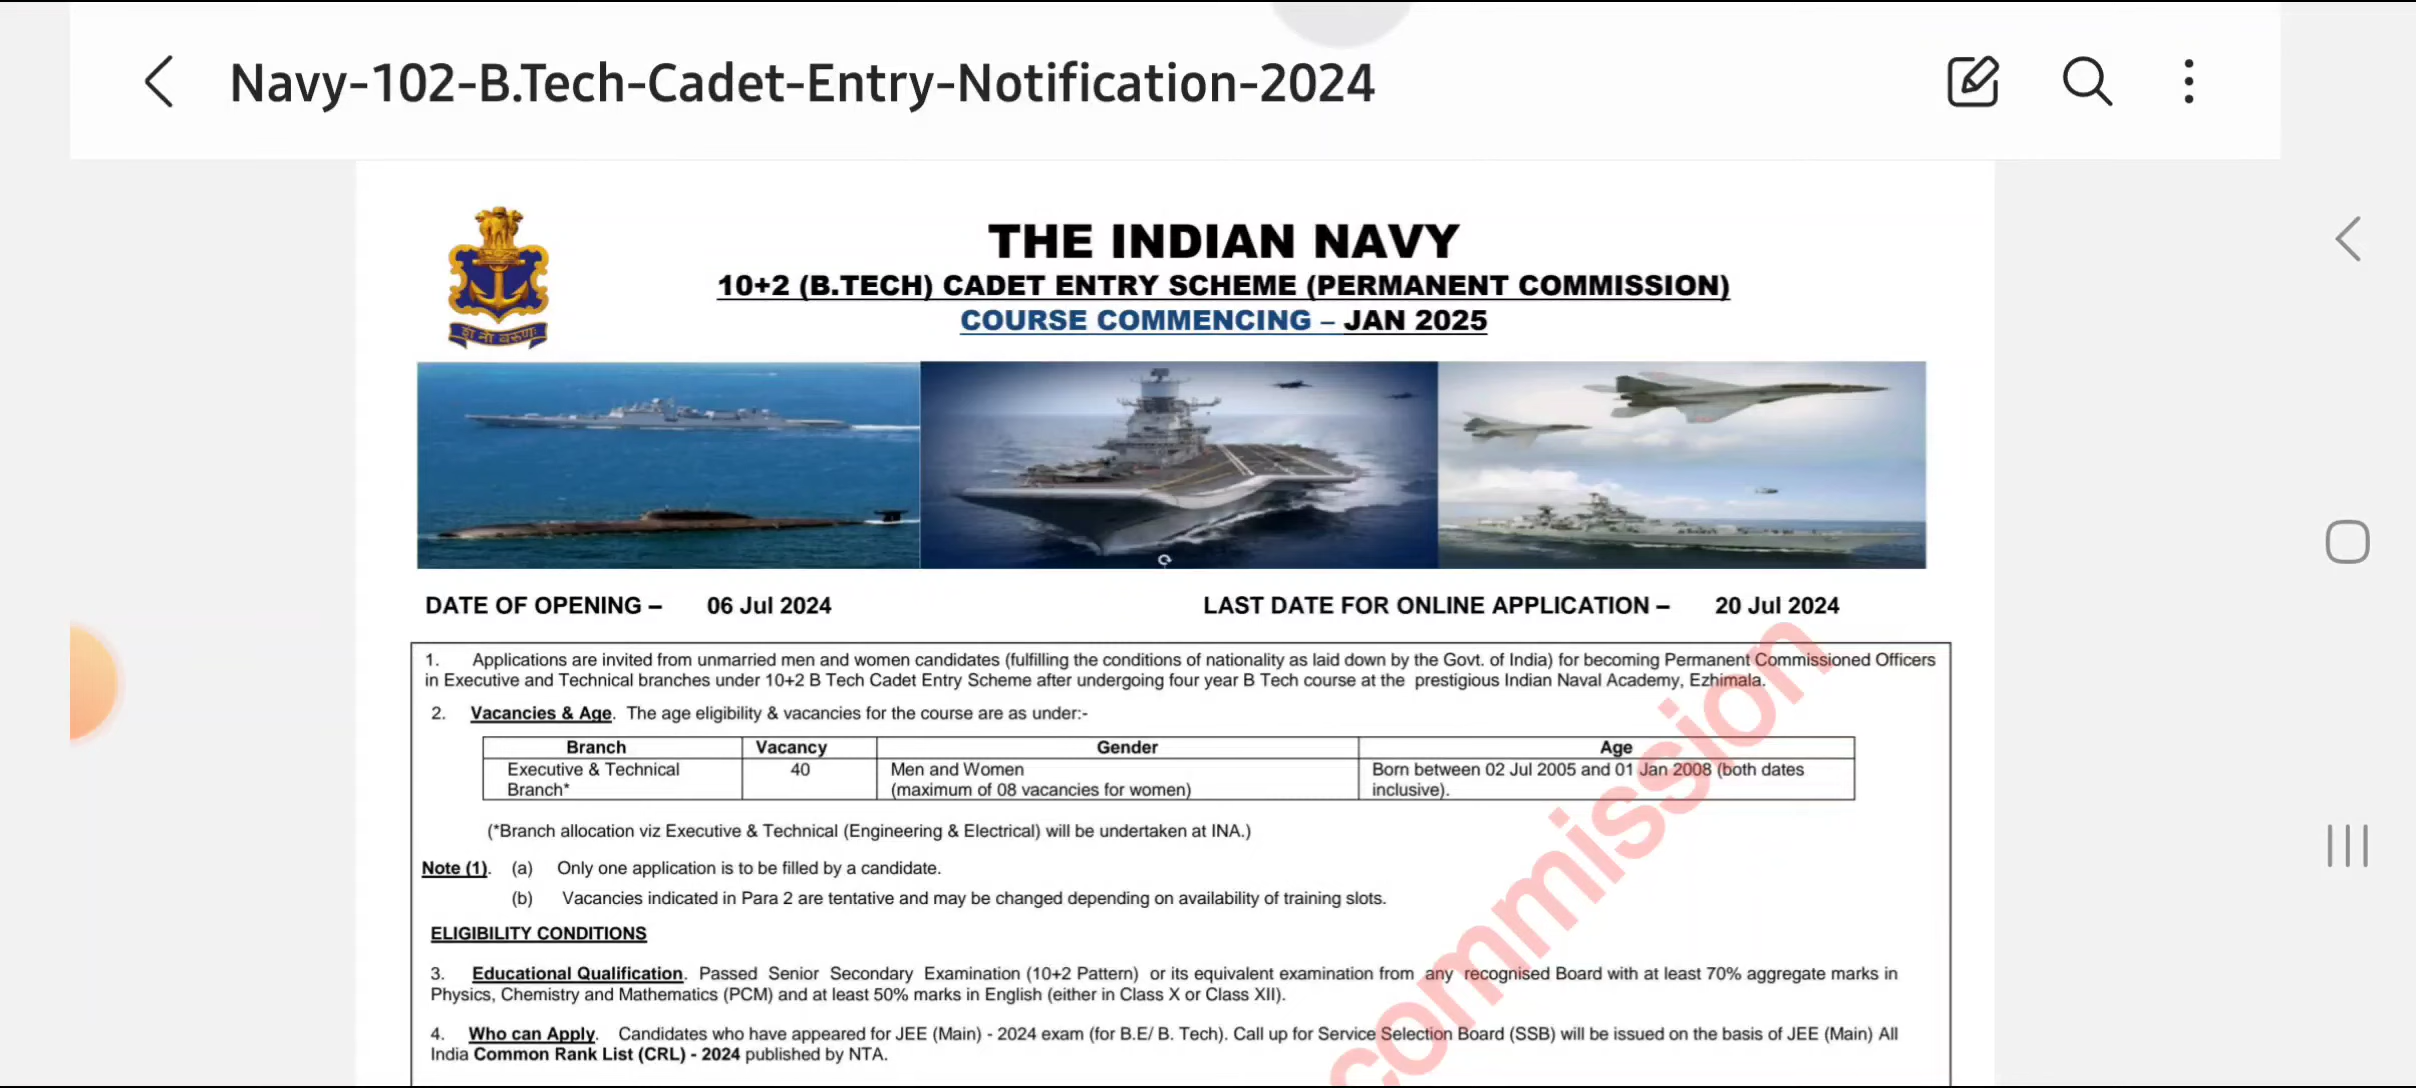 Navy-102-B.Tech-Cadet-Entry-Notification-2024
THE INDIAN NAVY
10+2 (B.TECH) CADET ENTRY SCHEME (PERMANENT COMMISSION)
COURSE COMMENCING – JAN 2025
शं नो वरुणः
DATE OF OPENING – 06 Jul 2024 LAST DATE FOR ONLINE APPLICATION – 20 Jul 2024
1. Applications are invited from unmarried men and women candidates (fulfilling the conditions of nationality as laid down by the Govt. of India) for becoming Permanent Commissioned Officers
in Executive and Technical branches under 10+2 B Tech Cadet Entry Scheme after undergoing four year B Tech course at the prestigious Indian Naval Academy, Ezhimala.
2. Vacancies & Age. The age eligibility & vacancies for the course are as under:-
Branch Vacancy Gender Age
Executive & Technical 40 Men and Women Born between 02 Jul 2005 and 01 Jan 2008 (both dates
Branch* (maximum of 08 vacancies for women) inclusive).
(*Branch allocation viz Executive & Technical (Engineering & Electrical) will be undertaken at INA.)
Note (1). (a) Only one application is to be filled by a candidate.
(b) Vacancies indicated in Para 2 are tentative and may be changed depending on availability of training slots.
ELIGIBILITY CONDITIONS
3. Educational Qualification. Passed Senior Secondary Examination (10+2 Pattern) or its equivalent examination from any recognised Board with at least 70% aggregate marks in
Physics, Chemistry and Mathematics (PCM) and at least 50% marks in English (either in Class X or Class XII).
4. Who can Apply. Candidates who have appeared for JEE (Main) - 2024 exam (for B.E/ B. Tech). Call up for Service Selection Board (SSB) will be issued on the basis of JEE (Main) All
India Common Rank List (CRL) - 2024 published by NTA.
commission